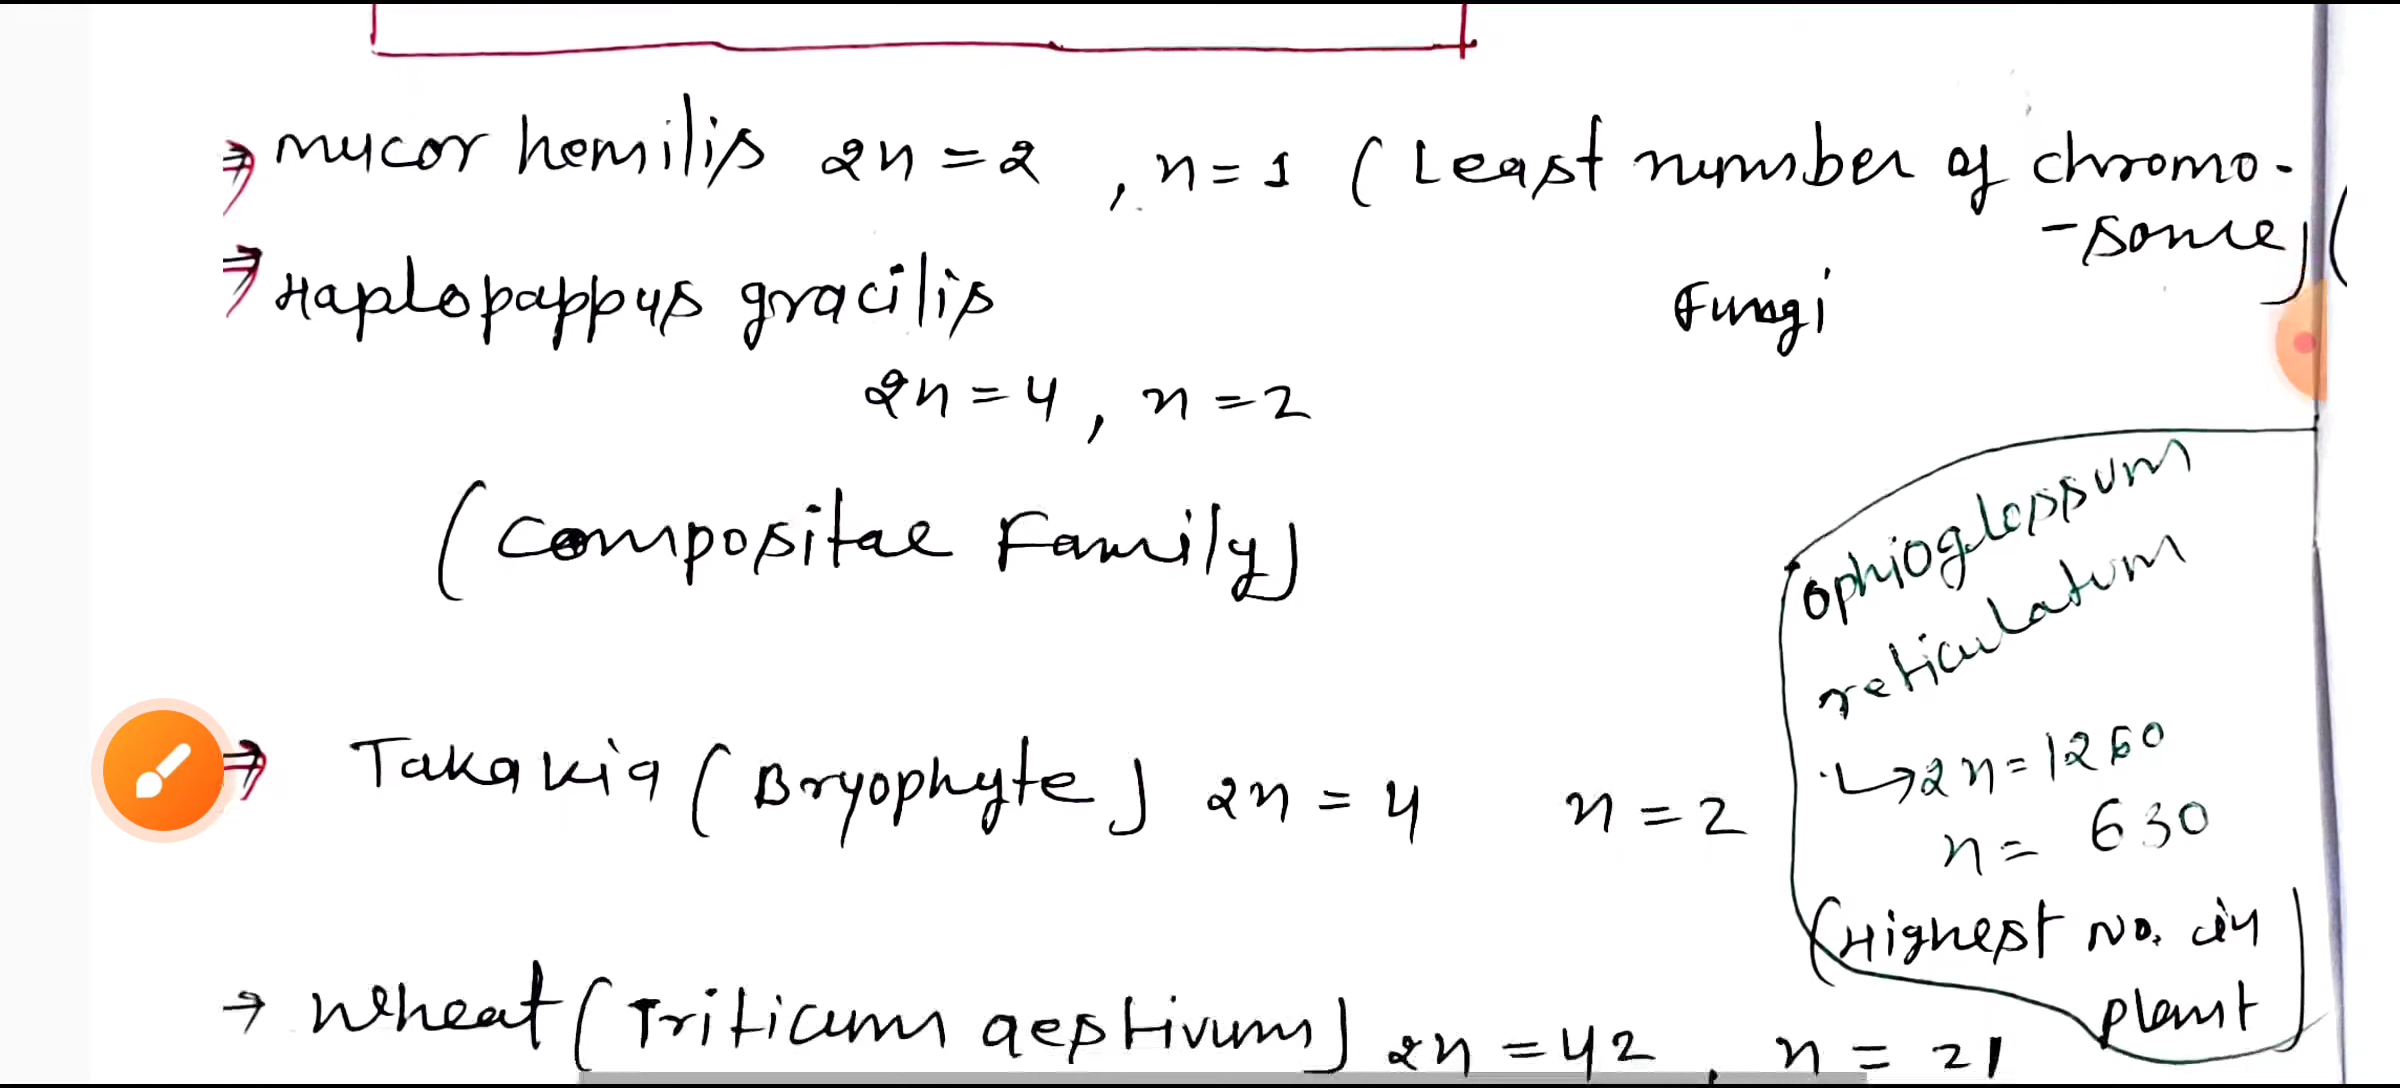 ⇒ mucor hemilis 2n = 2 , n = 1 ( Least number of chromo-
-some)
Fungi
⇒ Haplopappus gracilis
2n = 4 , n = 2
(Compositae Family)
⇒ Takakia (Bryophyte) 2n = 4 n = 2
→ Wheat (Triticum aestivum) 2n = 42 , n = 21
ophioglossum
reticulatum
↳ 2n = 1260
n = 630
(Highest No. in
plant)